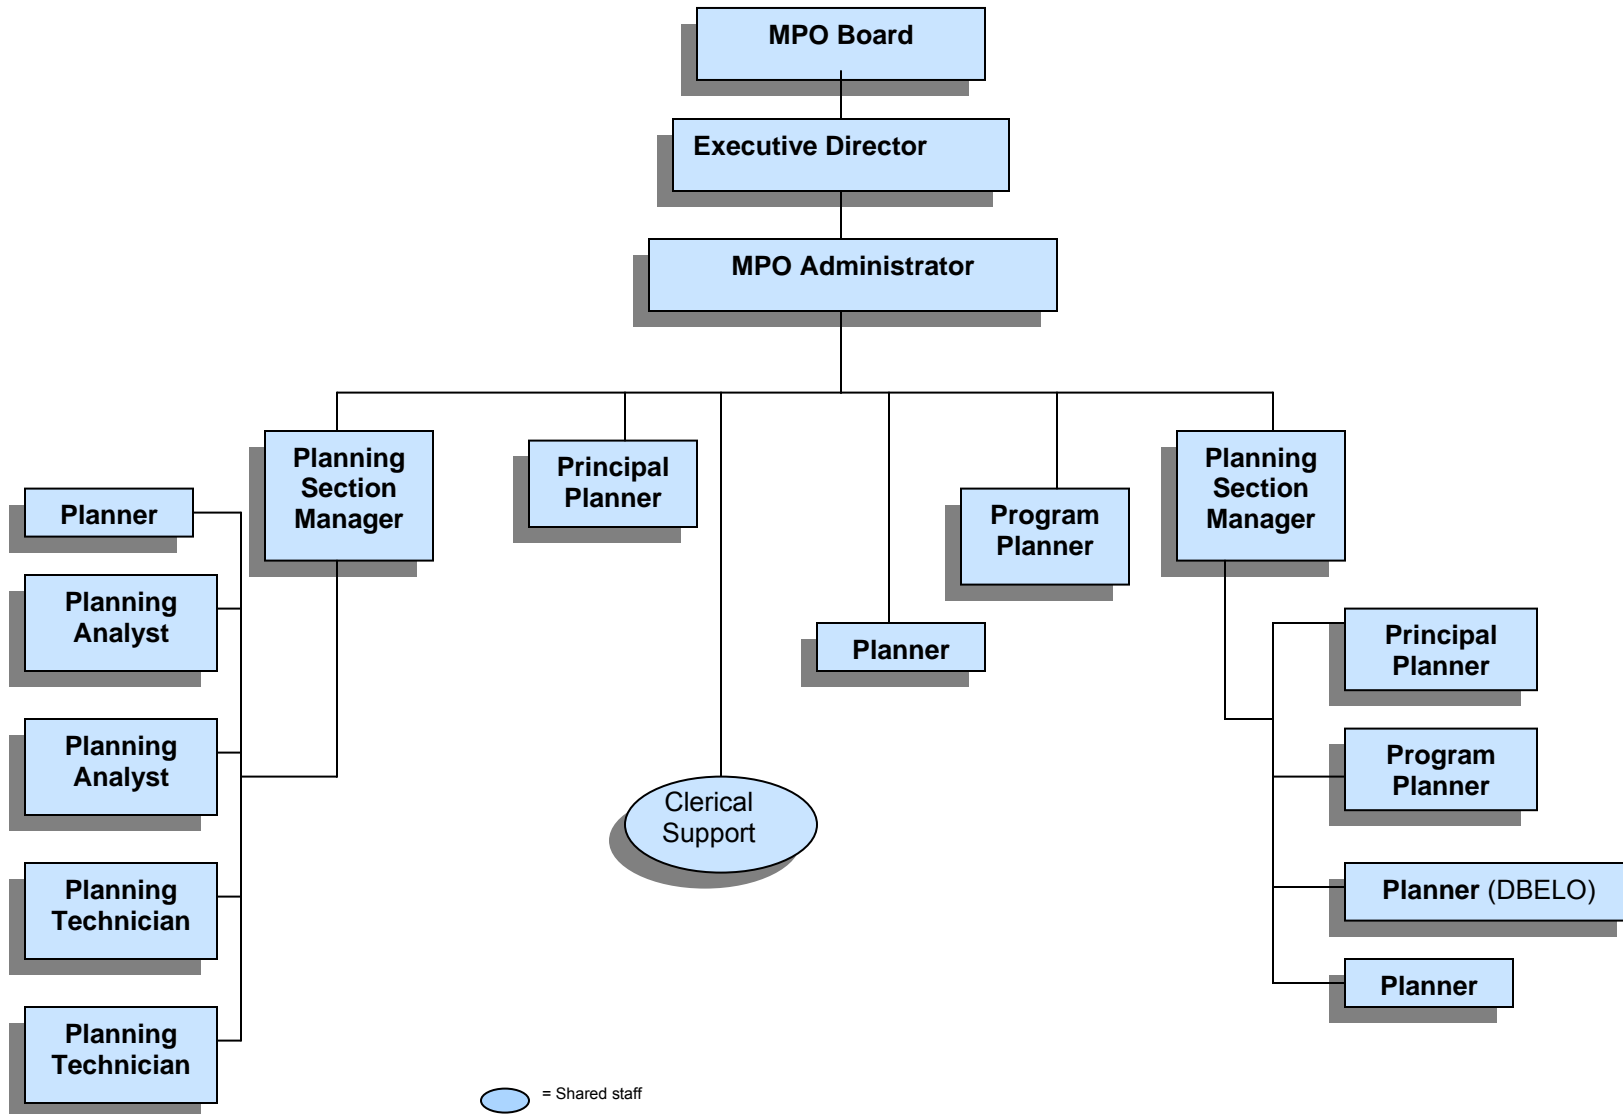 MPO Board
Executive Director
MPO Administrator
Planning
Section
Manager
Principal
Planner
Program
Planner
Planning
Section
Manager
Planner
Planner
Clerical
Support
Planning
Analyst
Planning
Analyst
Planning
Technician
Planning
Technician
Principal
Planner
Program
Planner
Planner (DBELO)
Planner
= Shared staff